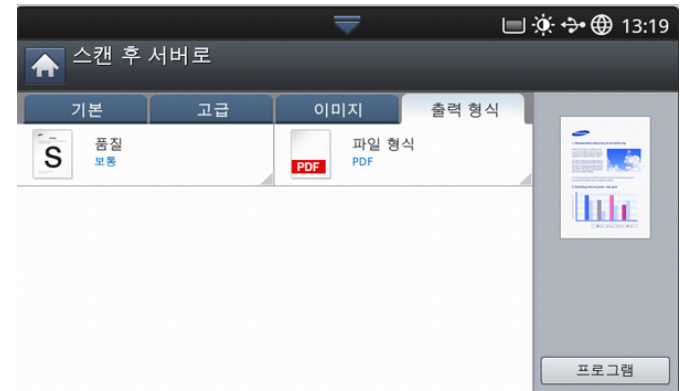 13:19
스캔 후 서버로
기본 고급 이미지 출력 형식
S 품질
보통
PDF 파일 형식
PDF
프로그램